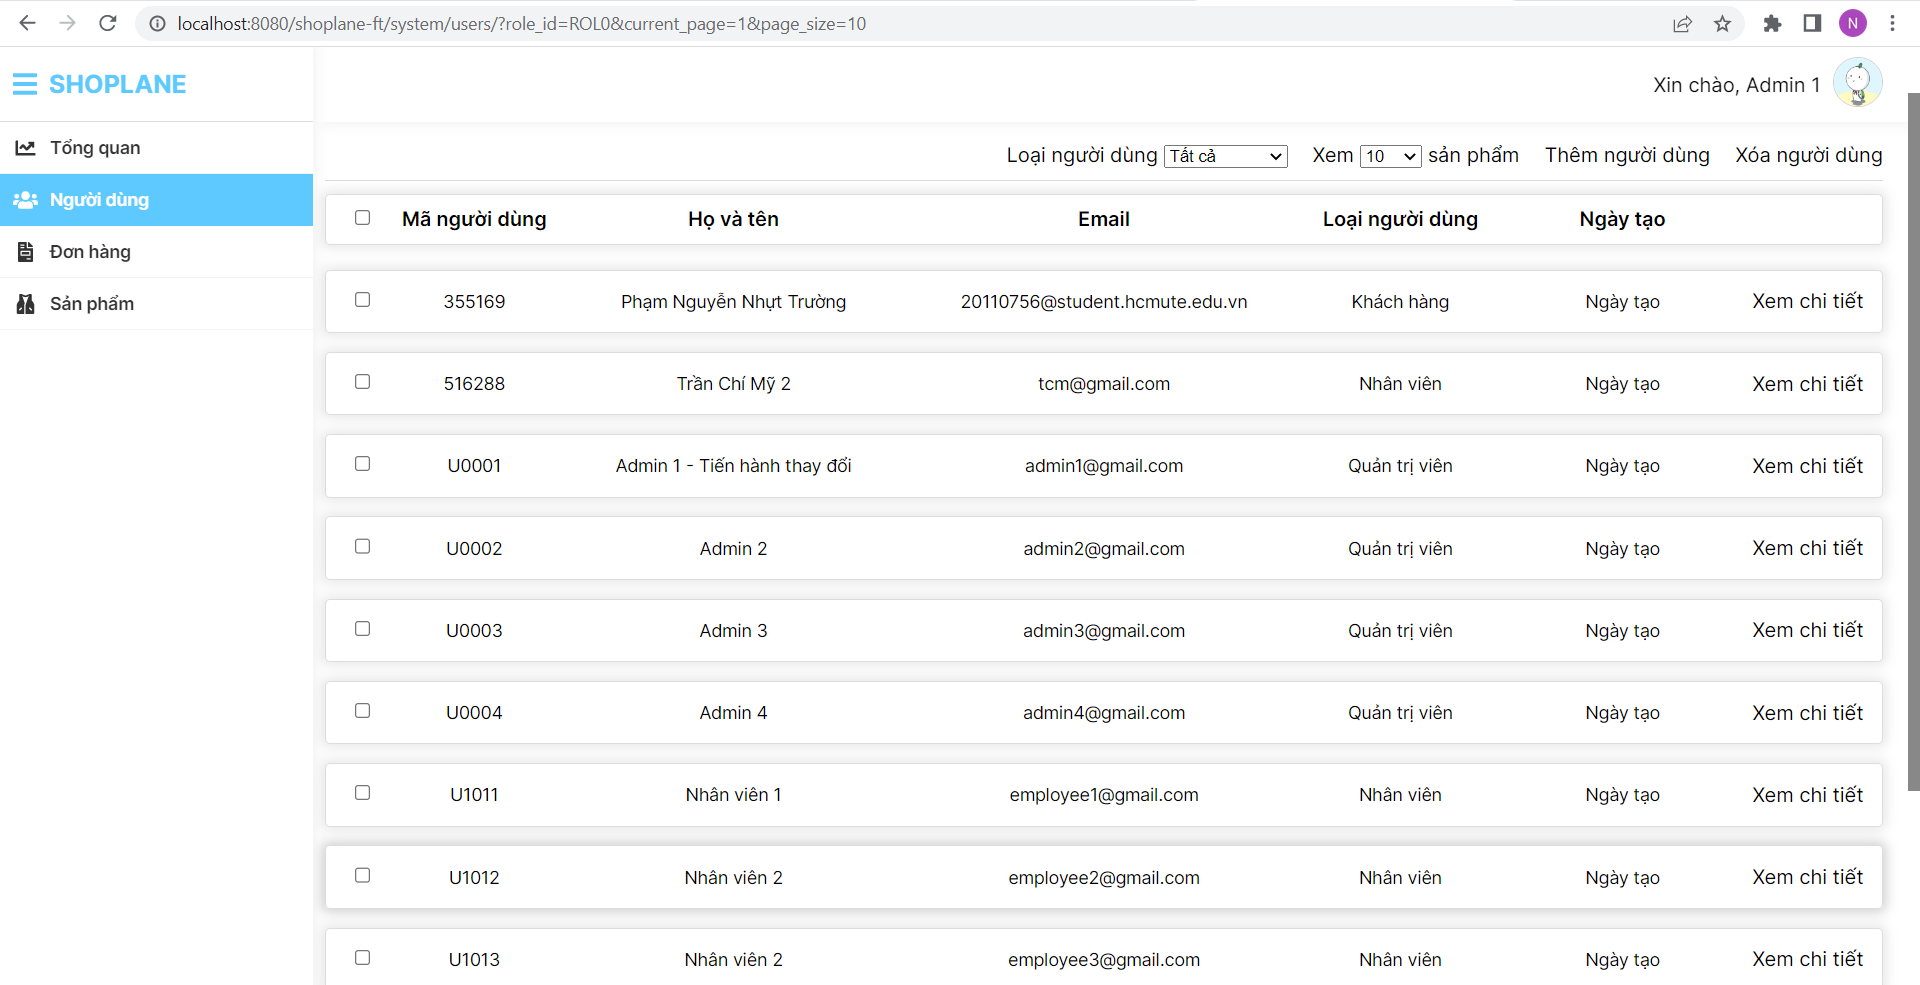 localhost:8080/shoplane-ft/system/users/?role_id=ROL0&current_page=1&page_size=10
N
SHOPLANE
Xin chào, Admin 1
Tổng quan
Người dùng
Đơn hàng
Sản phẩm
Loại người dùng Tất cả Xem 10 sản phẩm Thêm người dùng Xóa người dùng
Mã người dùng Họ và tên Email Loại người dùng Ngày tạo
355169 Phạm Nguyễn Nhựt Trường 20110756@student.hcmute.edu.vn Khách hàng Ngày tạo Xem chi tiết
516288 Trần Chí Mỹ 2 tcm@gmail.com Nhân viên Ngày tạo Xem chi tiết
U0001 Admin 1 - Tiến hành thay đổi admin1@gmail.com Quản trị viên Ngày tạo Xem chi tiết
U0002 Admin 2 admin2@gmail.com Quản trị viên Ngày tạo Xem chi tiết
U0003 Admin 3 admin3@gmail.com Quản trị viên Ngày tạo Xem chi tiết
U0004 Admin 4 admin4@gmail.com Quản trị viên Ngày tạo Xem chi tiết
U1011 Nhân viên 1 employee1@gmail.com Nhân viên Ngày tạo Xem chi tiết
U1012 Nhân viên 2 employee2@gmail.com Nhân viên Ngày tạo Xem chi tiết
U1013 Nhân viên 2 employee3@gmail.com Nhân viên Ngày tạo Xem chi tiết